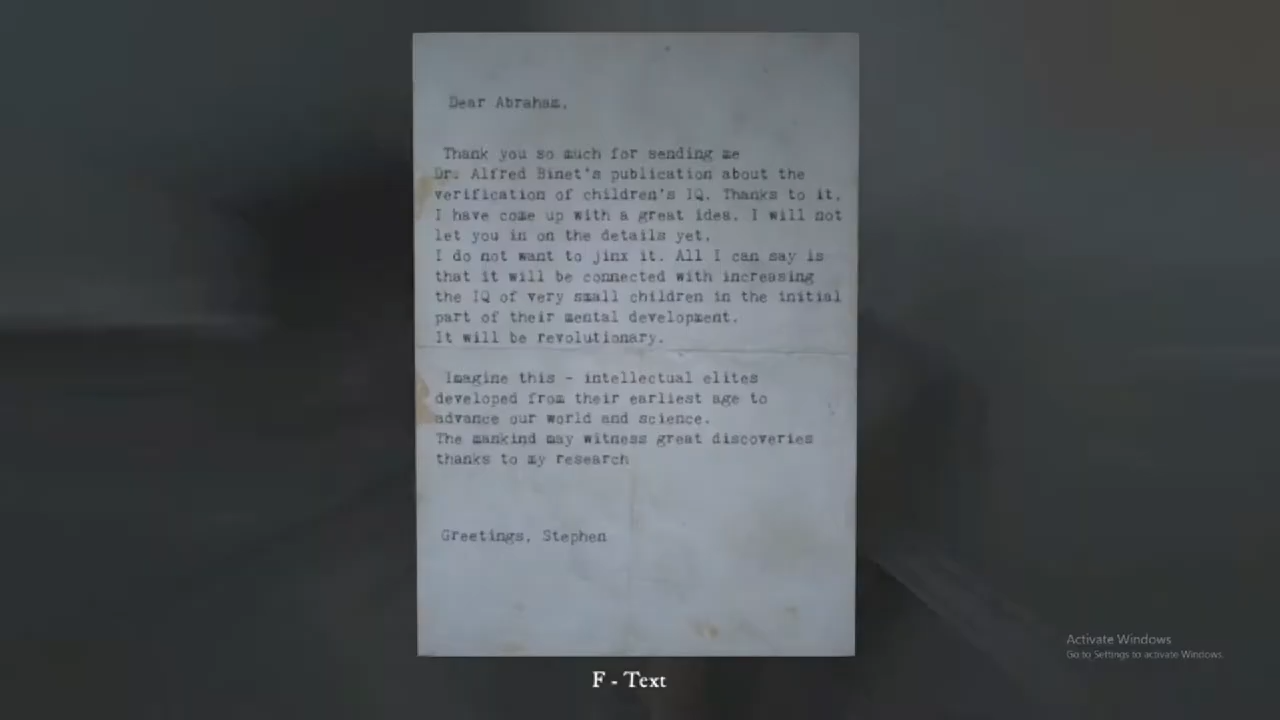 Dear Abraham,
Thank you so much for sending me
Dr. Alfred Binet's publication about the
verification of children's IQ. Thanks to it,
I have come up with a great idea. I will not
let you in on the details yet,
I do not want to jinx it. All I can say is
that it will be connected with increasing
the IQ of very small children in the initial
part of their mental development.
It will be revolutionary.
Imagine this - intellectual elites
developed from their earliest age to
advance our world and science.
The mankind may witness great discoveries
thanks to my research
Greetings, Stephen
Activate Windows
Go to Settings to activate Windows.
F - Text